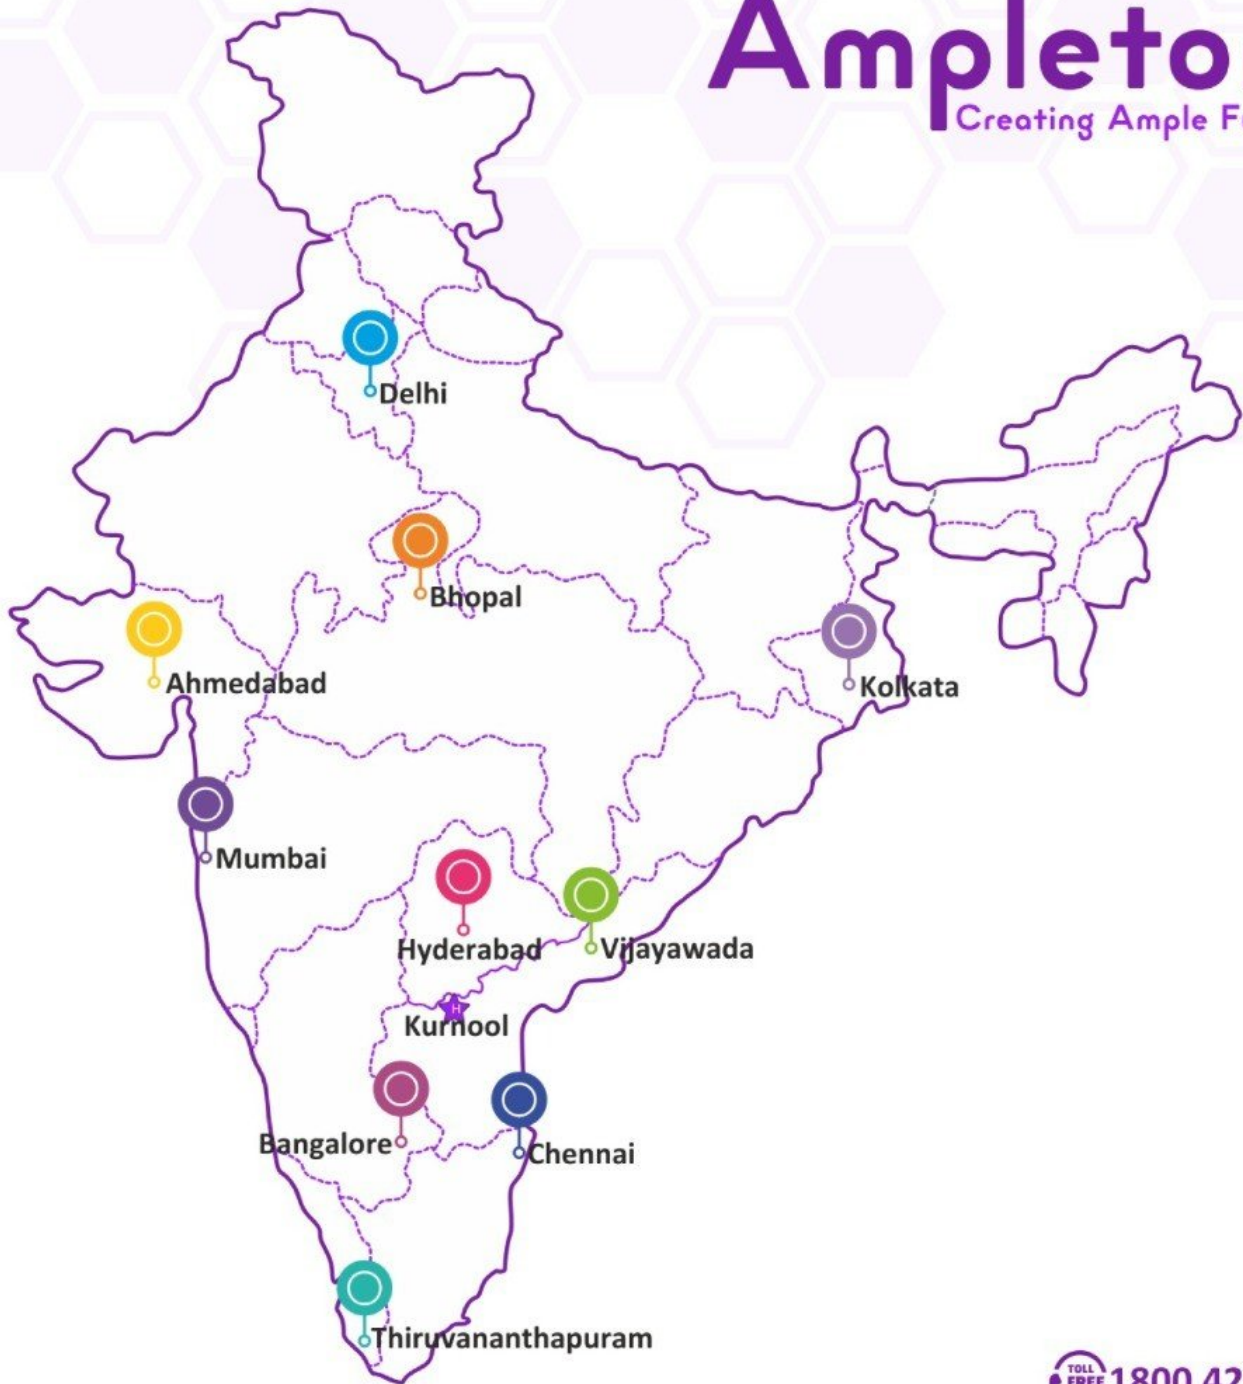 Ampleto
Creating Ample F
Delhi
Bhopal
Ahmedabad
Kolkata
Mumbai
Hyderabad
Vijayawada
H
Kurnool
Bangalore
Chennai
Thiruvananthapuram
TOLL
FREE 1800 42